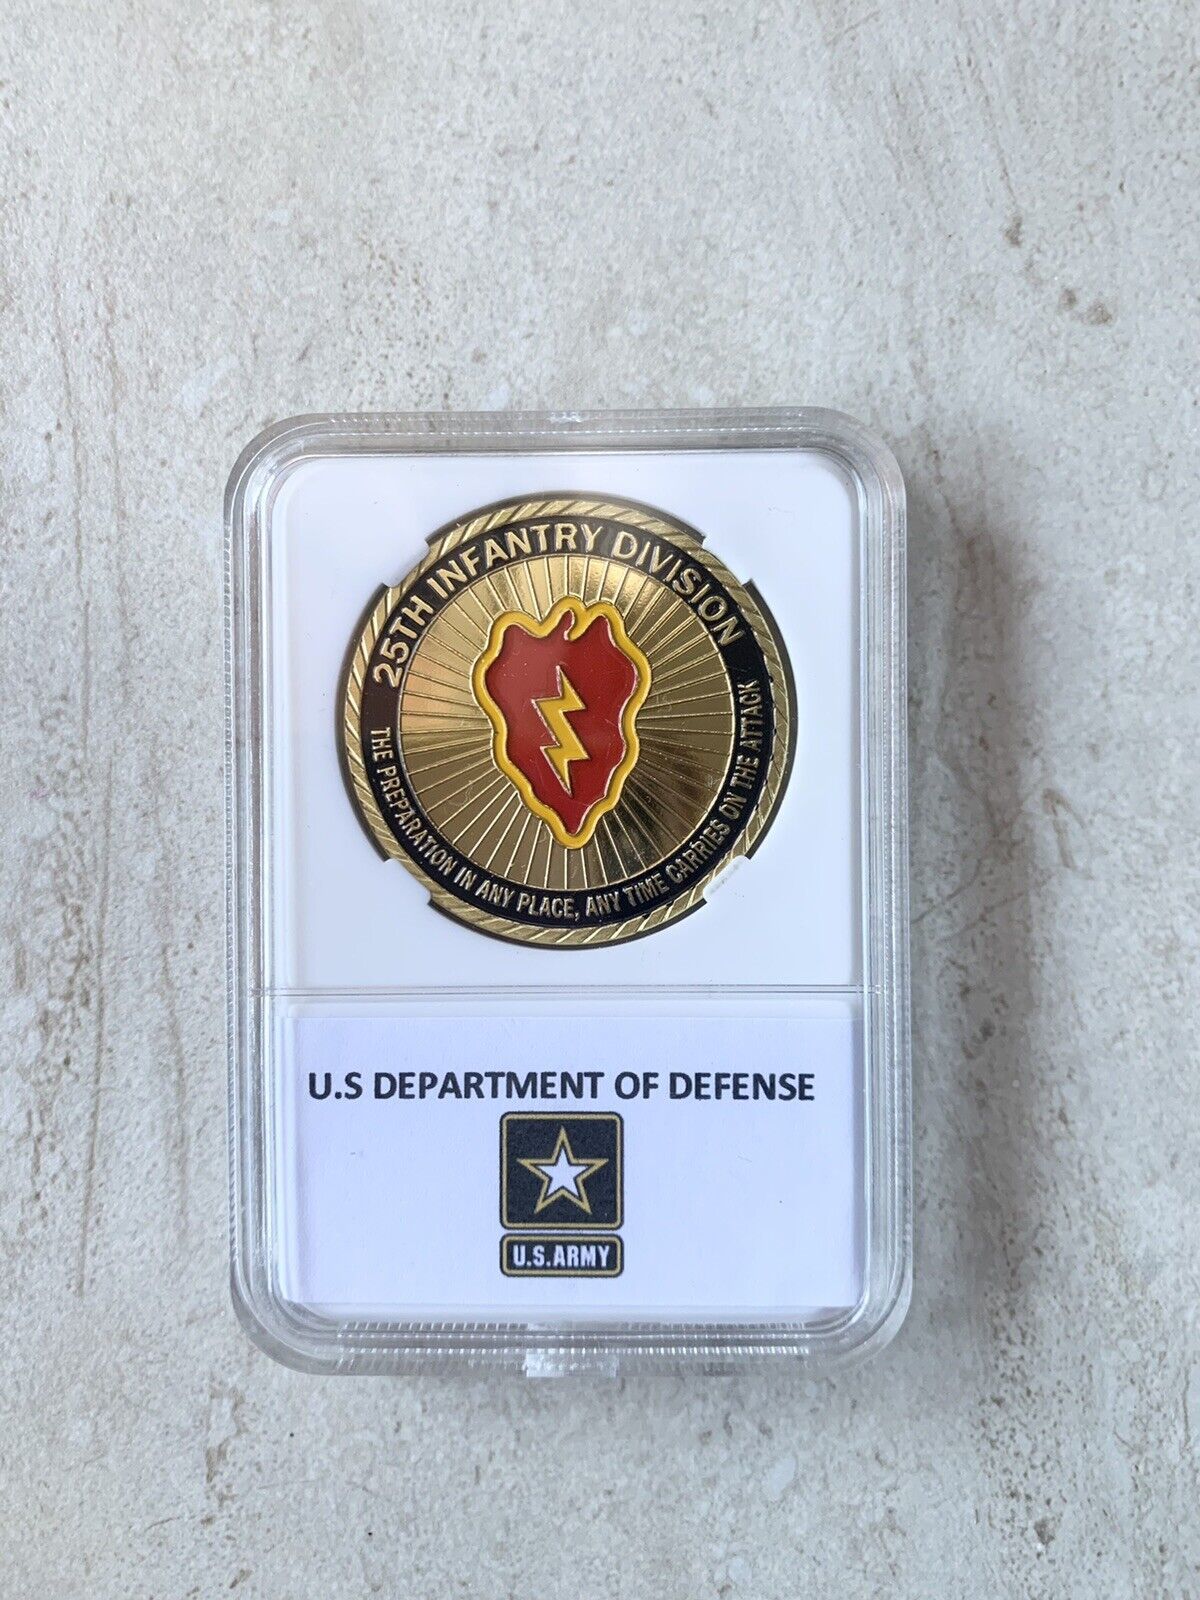 25TH INFANTRY DIVISION
THE PREPARATION IN ANY PLACE, ANY TIME CARRIES ON THE ATTACK
U.S DEPARTMENT OF DEFENSE
U.S.ARMY